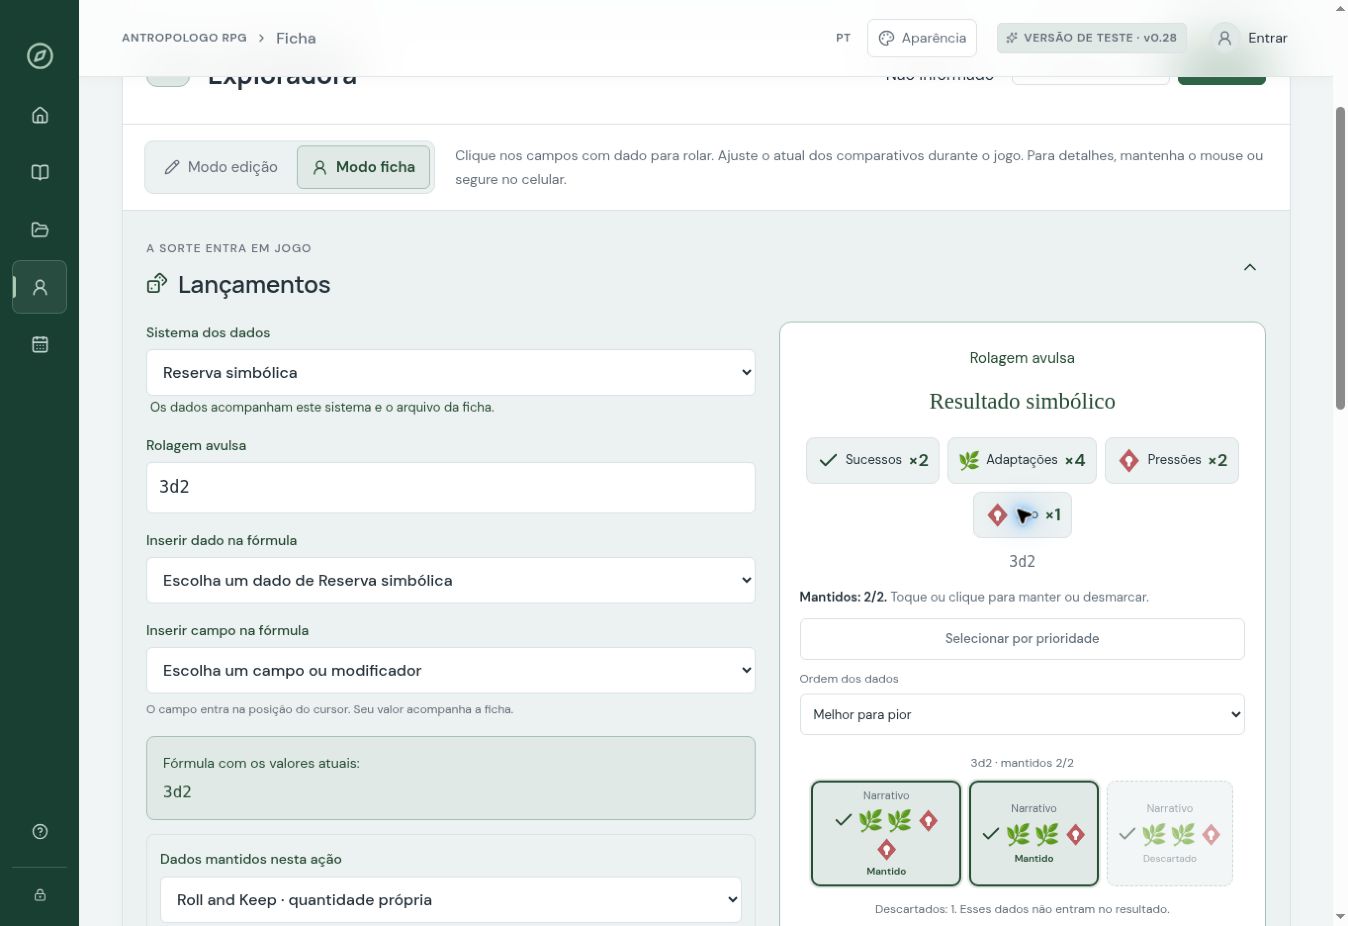 ANTROPOLOGO RPG > Ficha
PT
Aparência
VERSÃO DE TESTE · v0.28
Entrar
Exploradora
Não informado
Modo edição
Modo ficha
Clique nos campos com dado para rolar. Ajuste o atual dos comparativos durante o jogo. Para detalhes, mantenha o mouse ou
segure no celular.
A SORTE ENTRA EM JOGO
Lançamentos
Sistema dos dados
Reserva simbólica
Os dados acompanham este sistema e o arquivo da ficha.
Rolagem avulsa
3d2
Inserir dado na fórmula
Escolha um dado de Reserva simbólica
Inserir campo na fórmula
Escolha um campo ou modificador
O campo entra na posição do cursor. Seu valor acompanha a ficha.
Fórmula com os valores atuais:
3d2
Dados mantidos nesta ação
Roll and Keep · quantidade própria
Rolagem avulsa
Resultado simbólico
Sucessos ×2
Adaptações ×4
Pressões ×2
×1
3d2
Mantidos: 2/2. Toque ou clique para manter ou desmarcar.
Selecionar por prioridade
Ordem dos dados
Melhor para pior
3d2 · mantidos 2/2
Narrativo
Mantido
Narrativo
Mantido
Narrativo
Descartado
Descartados: 1. Esses dados não entram no resultado.